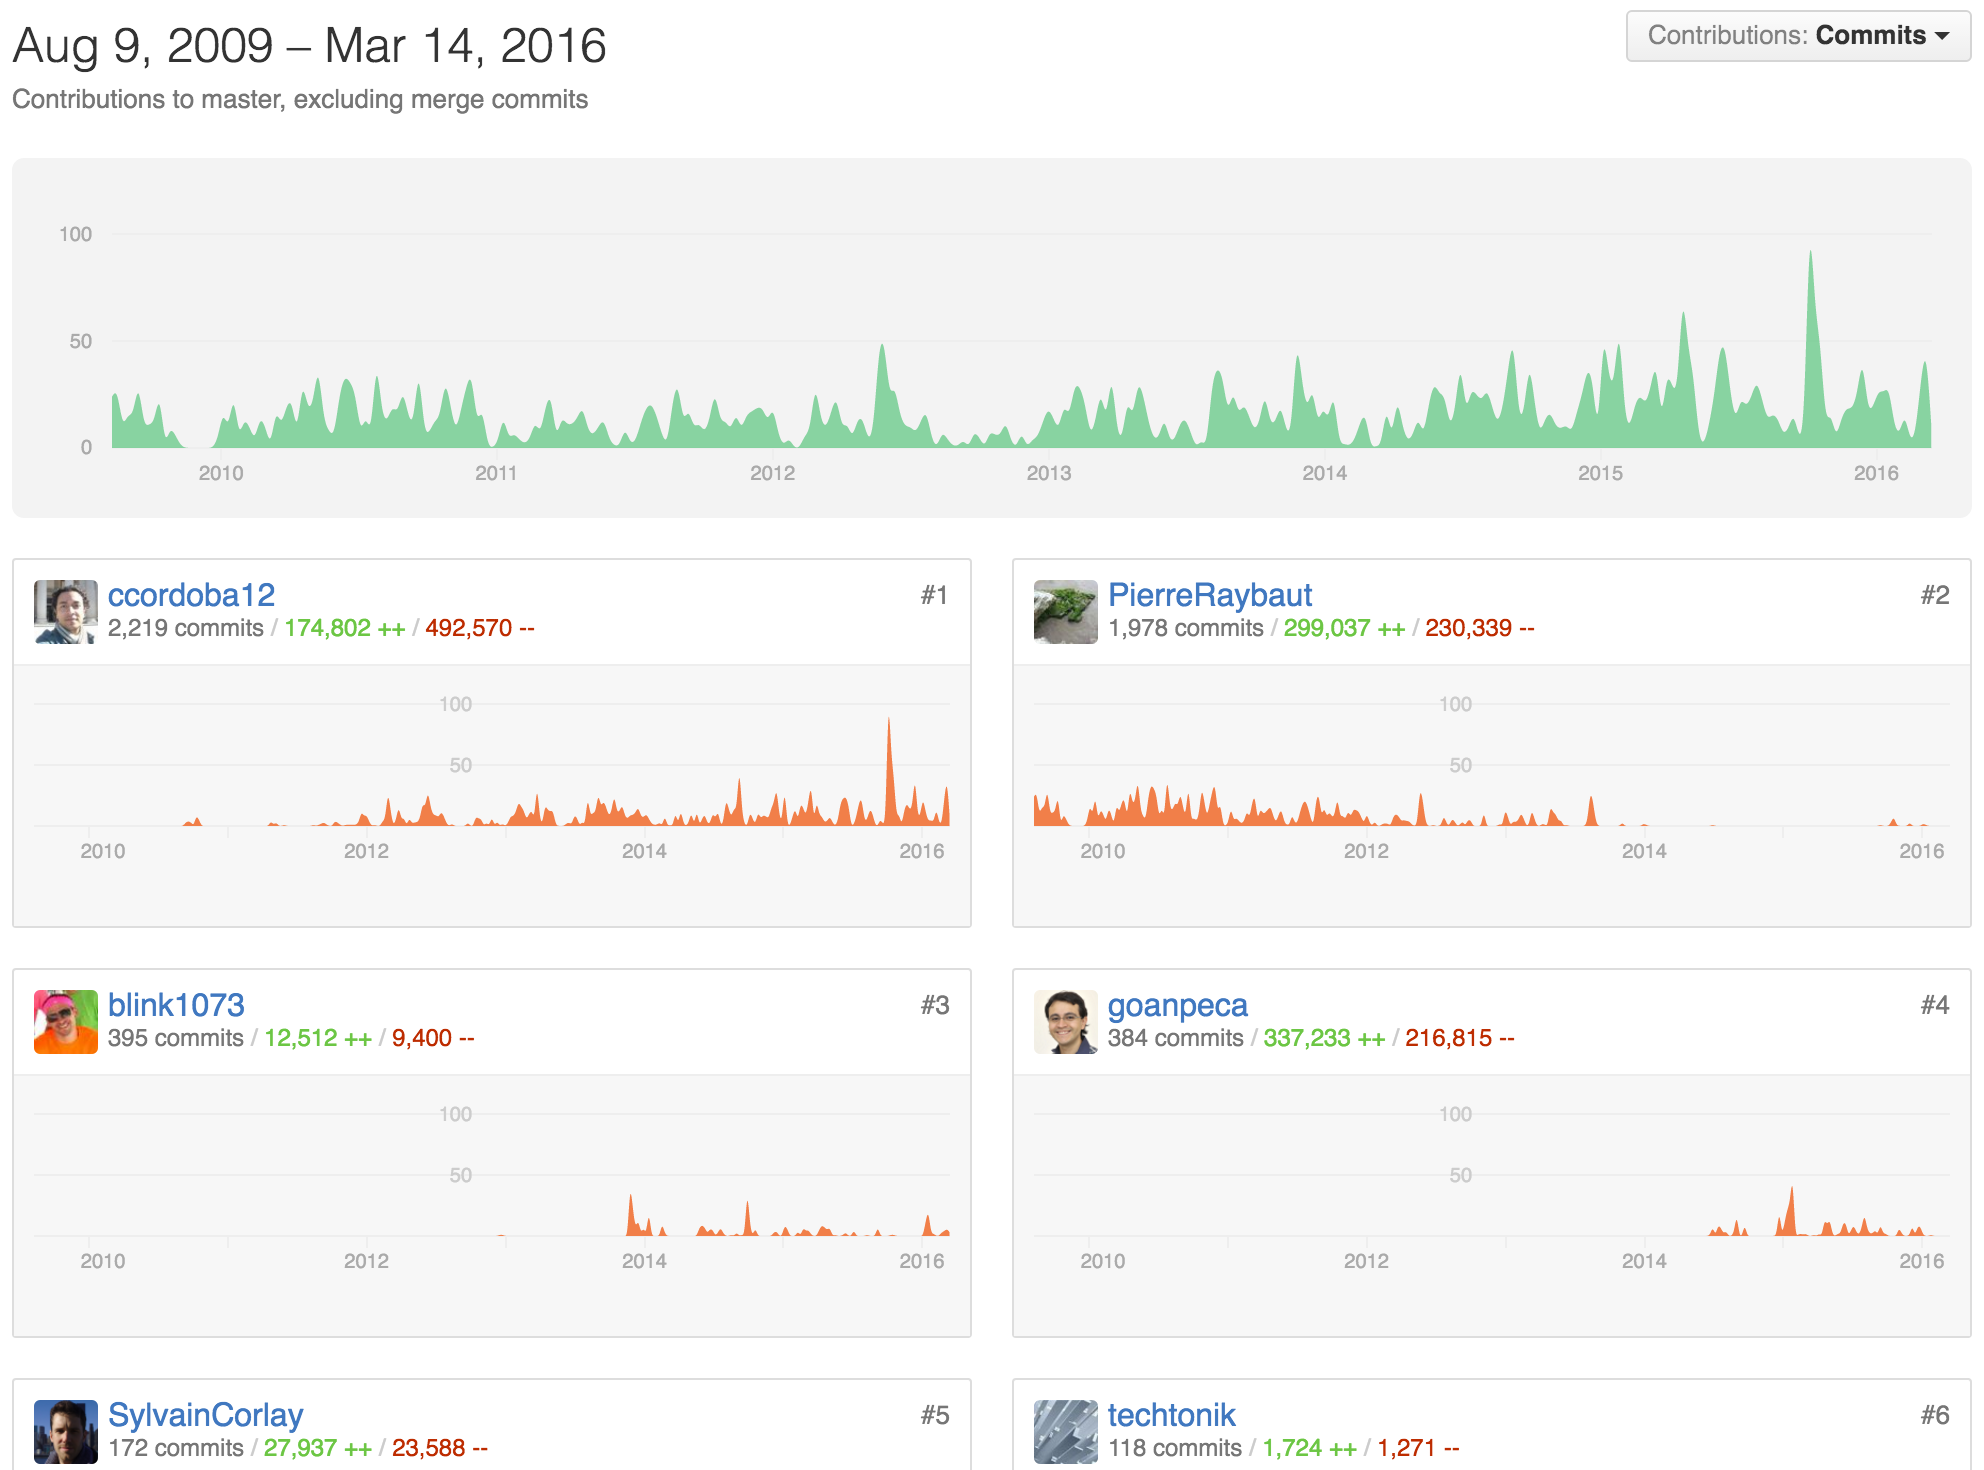 Aug 9, 2009 – Mar 14, 2016
Contributions: Commits
Contributions to master, excluding merge commits
100
50
0
2010 2011 2012 2013 2014 2015 2016
ccordoba12 #1
2,219 commits / 174,802 ++ / 492,570 --
100
50
2010 2012 2014 2016
PierreRaybaut #2
1,978 commits / 299,037 ++ / 230,339 --
100
50
2010 2012 2014 2016
blink1073 #3
395 commits / 12,512 ++ / 9,400 --
100
50
2010 2012 2014 2016
goanpeca #4
384 commits / 337,233 ++ / 216,815 --
100
50
2010 2012 2014 2016
SylvainCorlay #5
172 commits / 27,937 ++ / 23,588 --
techtonik #6
118 commits / 1,724 ++ / 1,271 --